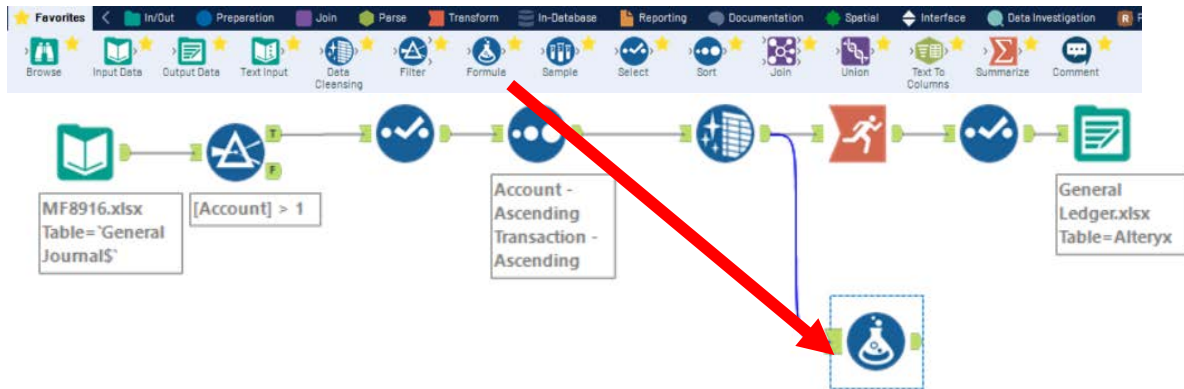 Favorites In/Out Preparation Join Parse Transform In-Database Reporting Documentation Spatial Interface Data Investigation R
Browse Input Data Output Data Text Input Data Cleansing Filter Formula Sample Select Sort Join Union Text To Columns Summarize Comment
T
F
MF8916.xlsx
Table=`General
Journal$`
[Account] > 1
Account -
Ascending
Transaction -
Ascending
General
Ledger.xlsx
Table=Alteryx